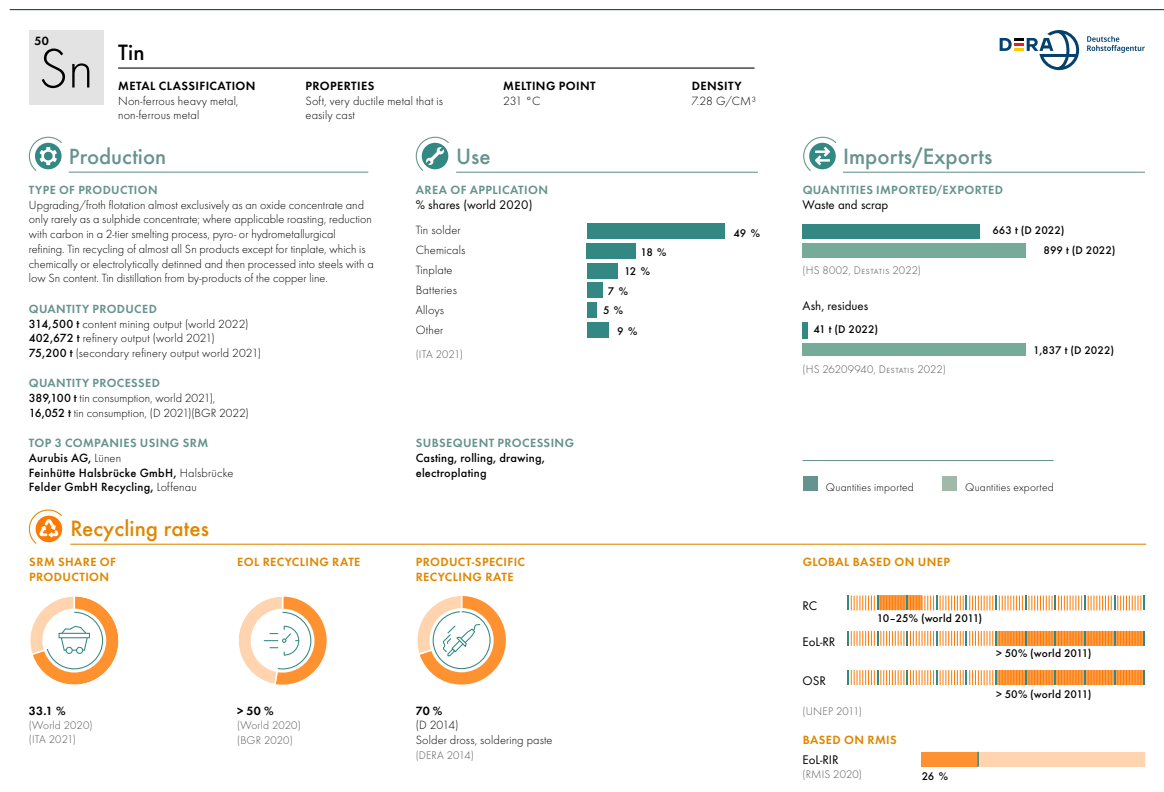 50
Sn
Tin
DERA
Deutsche
Rohstoffagentur
METAL CLASSIFICATION
Non-ferrous heavy metal,
non-ferrous metal
PROPERTIES
Soft, very ductile metal that is
easily cast
MELTING POINT
231 °C
DENSITY
7.28 G/CM³
Production
TYPE OF PRODUCTION
Upgrading/froth flotation almost exclusively as an oxide concentrate and
only rarely as a sulphide concentrate; where applicable roasting, reduction
with carbon in a 2-tier smelting process, pyro- or hydrometallurgical
refining. Tin recycling of almost all Sn products except for tinplate, which is
chemically or electrolytically detinned and then processed into steels with a
low Sn content. Tin distillation from by-products of the copper line.
QUANTITY PRODUCED
314,500 t content mining output (world 2022)
402,672 t refinery output (world 2021)
75,200 t (secondary refinery output world 2021)
QUANTITY PROCESSED
389,100 t tin consumption, world 2021),
16,052 t tin consumption, (D 2021)(BGR 2022)
TOP 3 COMPANIES USING SRM
Aurubis AG, Lünen
Feinhütte Halsbrücke GmbH, Halsbrücke
Felder GmbH Recycling, Loffenau
Use
AREA OF APPLICATION
% shares (world 2020)
Tin solder 49 %
Chemicals 18 %
Tinplate 12 %
Batteries 7 %
Alloys 5 %
Other 9 %
(ITA 2021)
SUBSEQUENT PROCESSING
Casting, rolling, drawing,
electroplating
Imports/Exports
QUANTITIES IMPORTED/EXPORTED
Waste and scrap
663 t (D 2022)
899 t (D 2022)
(HS 8002, Destatis 2022)
Ash, residues
41 t (D 2022)
1,837 t (D 2022)
(HS 26209940, Destatis 2022)
Quantities imported
Quantities exported
Recycling rates
SRM SHARE OF
PRODUCTION
33.1 %
(World 2020)
(ITA 2021)
EOL RECYCLING RATE
> 50 %
(World 2020)
(BGR 2020)
PRODUCT-SPECIFIC
RECYCLING RATE
70 %
(D 2014)
Solder dross, soldering paste
(DERA 2014)
GLOBAL BASED ON UNEP
RC
10–25% (world 2011)
EoL-RR
> 50% (world 2011)
OSR
> 50% (world 2011)
(UNEP 2011)
BASED ON RMIS
EoL-RIR
(RMIS 2020)
26 %